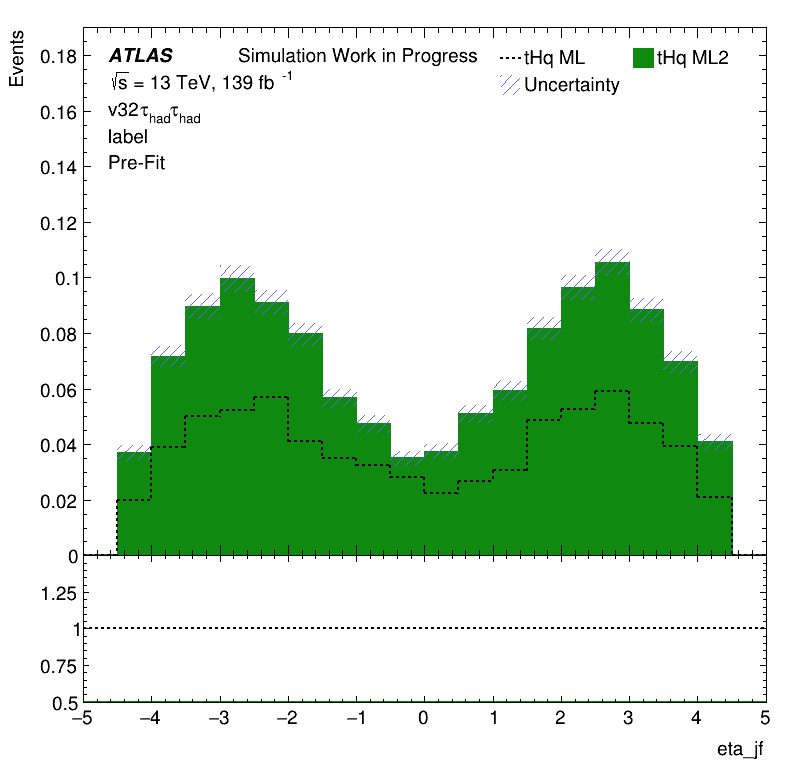 Events
ATLAS Simulation Work in Progress
√s = 13 TeV, 139 fb -1
v32τhadτhad
label
Pre-Fit
tHq ML tHq ML2
Uncertainty
0.18
0.16
0.14
0.12
0.1
0.08
0.06
0.04
0.02
0
1.25
1
0.75
0.5
−5 −4 −3 −2 −1 0 1 2 3 4 5
eta_jf